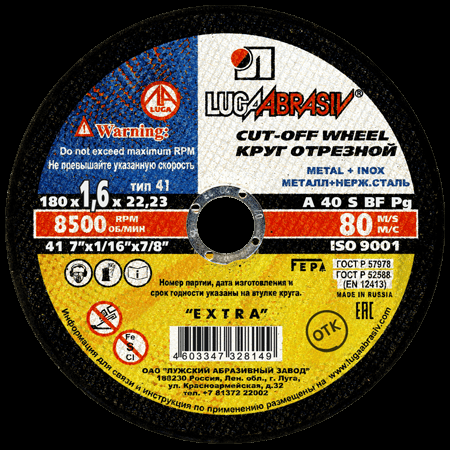 LUGAABRASIV®
LUGA
Warning:
CUT-OFF WHEEL
КРУГ ОТРЕЗНОЙ
Do not exceed maximum RPM
Не превышайте указанную скорость
METAL + INOX
МЕТАЛЛ+НЕРЖ.СТАЛЬ
тип 41
180 x 1,6 x 22,23
A 40 S BF Pg
8500 RPM ОБ/МИН
80 M/S М/С
41 7"x1/16"x7/8"
ISO 9001
ГОСТ Р 57978
ГОСТ Р 52588
(EN 12413)
MADE IN RUSSIA
Номер партии, дата изготовления и
срок годности указаны на втулке круга.
"EXTRA"
ОТК
EAC
Fe
S
Cl
4603347 328149
ОАО "ЛУЖСКИЙ АБРАЗИВНЫЙ ЗАВОД"
188230 Россия, Лен. обл., г. Луга,
ул. Красноармейская, д.32
тел. +7 81372 22002
Информация для связи и инструкция по применению размещены на www.lugaabrasiv.com